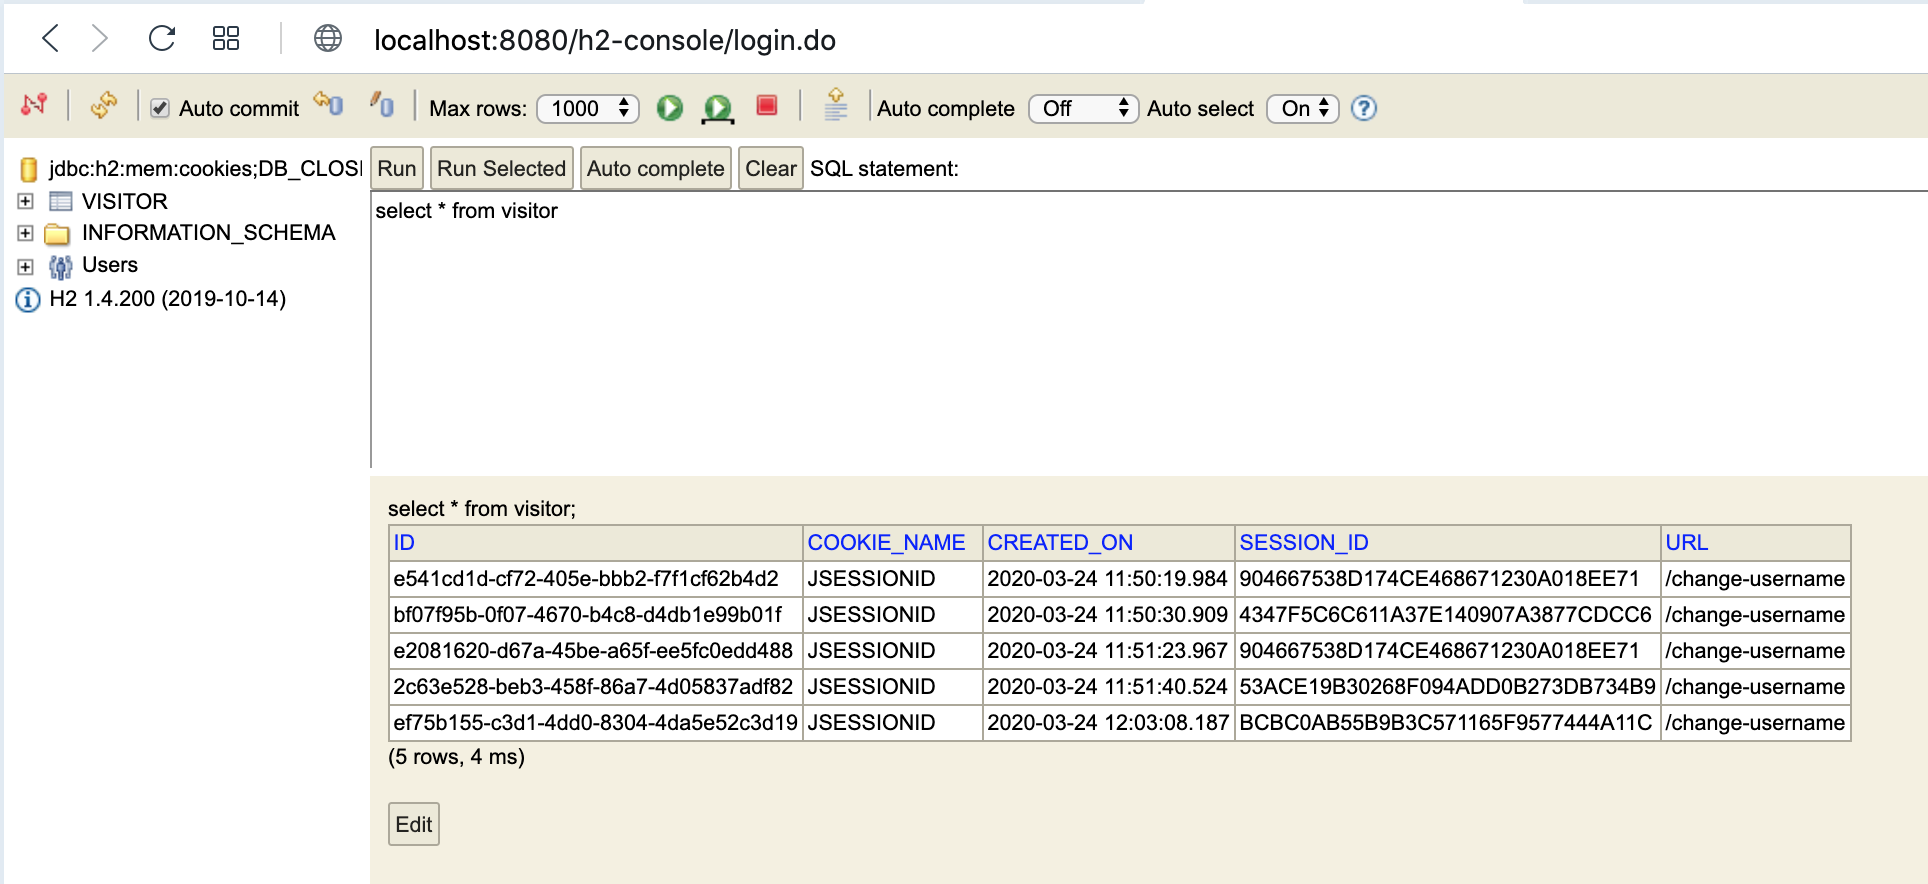 localhost:8080/h2-console/login.do
Auto commit Max rows: 1000 Auto complete Off Auto select On ?
jdbc:h2:mem:cookies;DB_CLOS
VISITOR
INFORMATION_SCHEMA
Users
H2 1.4.200 (2019-10-14)
Run Run Selected Auto complete Clear SQL statement:
select * from visitor
select * from visitor;
ID COOKIE_NAME CREATED_ON SESSION_ID URL
e541cd1d-cf72-405e-bbb2-f7f1cf62b4d2 JSESSIONID 2020-03-24 11:50:19.984 904667538D174CE468671230A018EE71 /change-username
bf07f95b-0f07-4670-b4c8-d4db1e99b01f JSESSIONID 2020-03-24 11:50:30.909 4347F5C6C611A37E140907A3877CDCC6 /change-username
e2081620-d67a-45be-a65f-ee5fc0edd488 JSESSIONID 2020-03-24 11:51:23.967 904667538D174CE468671230A018EE71 /change-username
2c63e528-beb3-458f-86a7-4d05837adf82 JSESSIONID 2020-03-24 11:51:40.524 53ACE19B30268F094ADD0B273DB734B9 /change-username
ef75b155-c3d1-4dd0-8304-4da5e52c3d19 JSESSIONID 2020-03-24 12:03:08.187 BCBC0AB55B9B3C571165F9577444A11C /change-username
(5 rows, 4 ms)
Edit